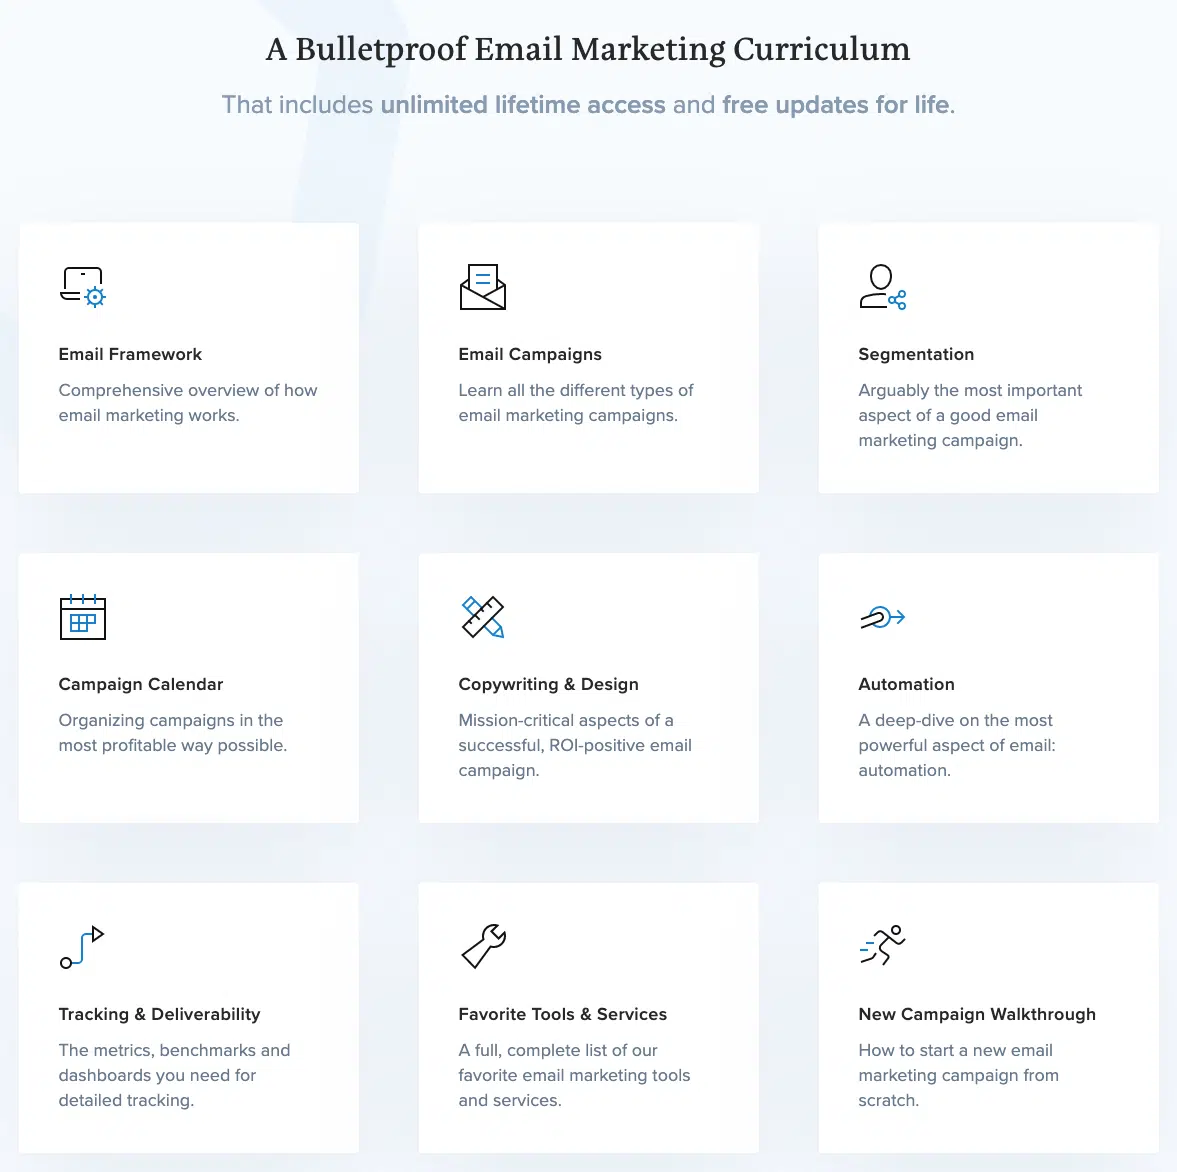 A Bulletproof Email Marketing Curriculum
That includes unlimited lifetime access and free updates for life.
Email Framework
Comprehensive overview of how
email marketing works.
Email Campaigns
Learn all the different types of
email marketing campaigns.
Segmentation
Arguably the most important
aspect of a good email
marketing campaign.
Campaign Calendar
Organizing campaigns in the
most profitable way possible.
Copywriting & Design
Mission-critical aspects of a
successful, ROI-positive email
campaign.
Automation
A deep-dive on the most
powerful aspect of email:
automation.
Tracking & Deliverability
The metrics, benchmarks and
dashboards you need for
detailed tracking.
Favorite Tools & Services
A full, complete list of our
favorite email marketing tools
and services.
New Campaign Walkthrough
How to start a new email
marketing campaign from
scratch.